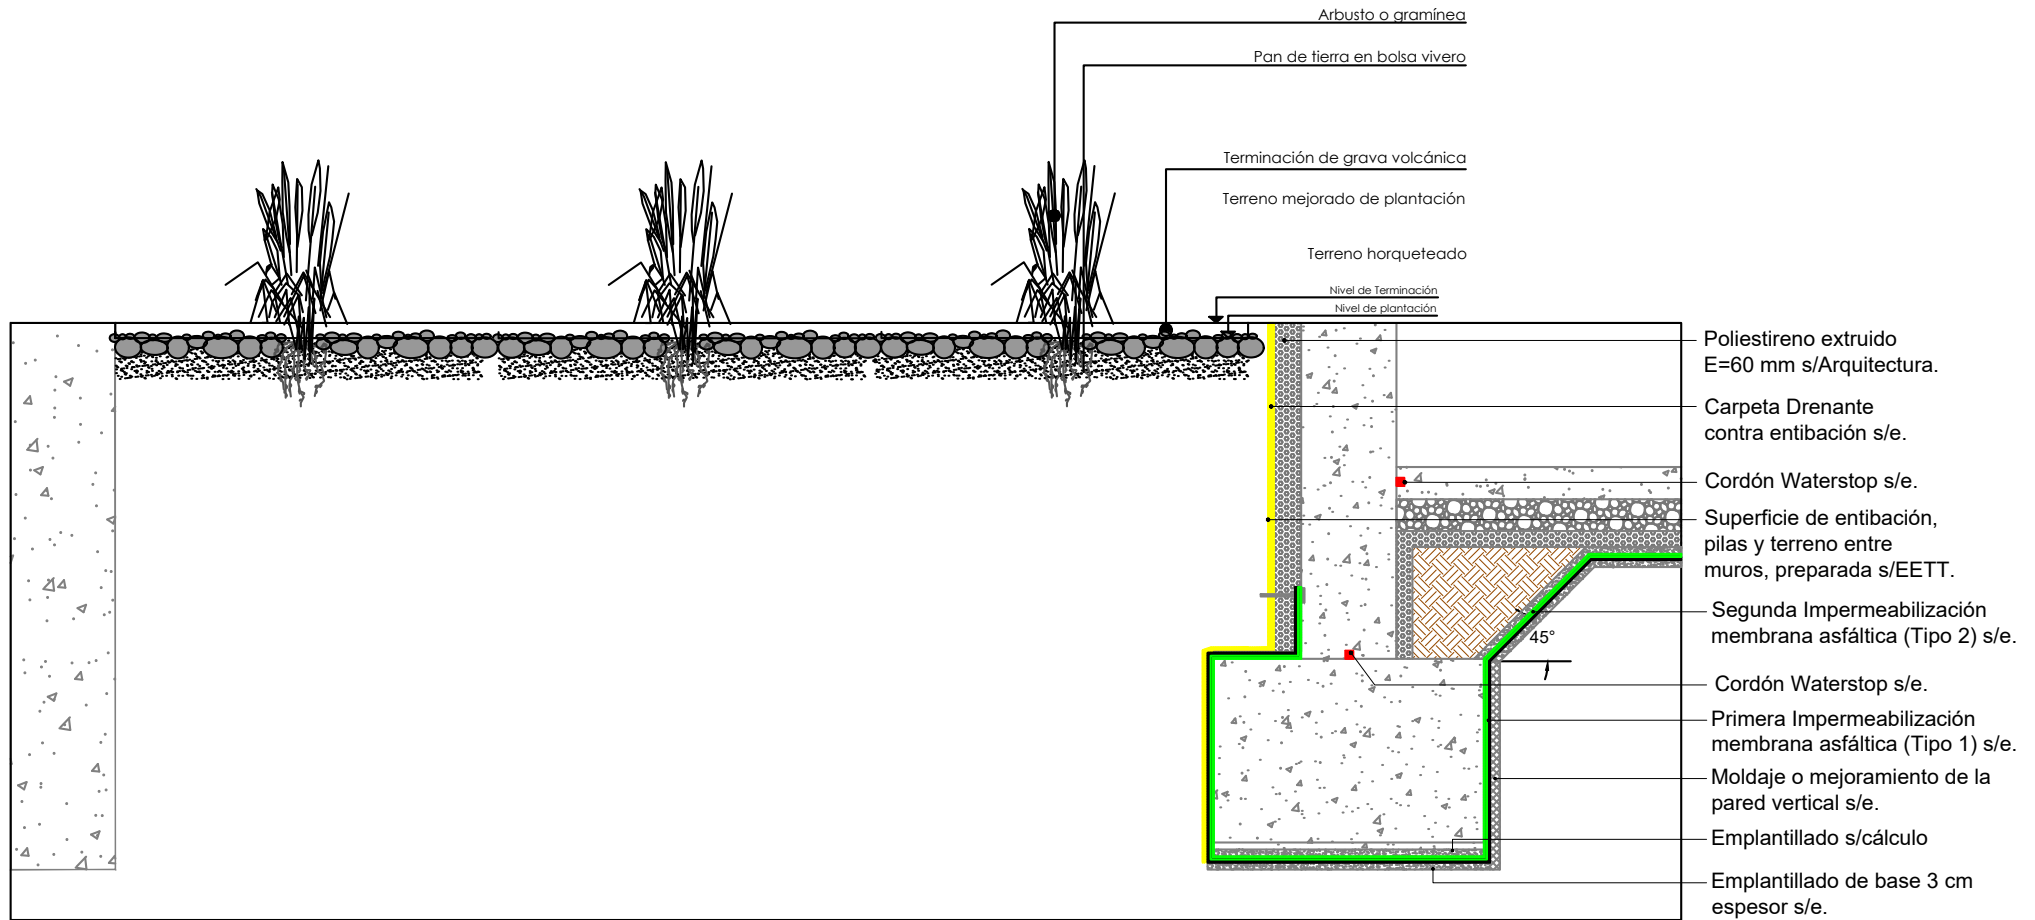 Arbusto o gramínea
Pan de tierra en bolsa vivero
Terminación de grava volcánica
Terreno mejorado de plantación
Terreno horqueteado
Nivel de Terminación
Nivel de plantación
Poliestireno extruido
E=60 mm s/Arquitectura.
Carpeta Drenante
contra entibación s/e.
Cordón Waterstop s/e.
Superficie de entibación,
pilas y terreno entre
muros, preparada s/EETT.
Segunda Impermeabilización
membrana asfáltica (Tipo 2) s/e.
45°
Cordón Waterstop s/e.
Primera Impermeabilización
membrana asfáltica (Tipo 1) s/e.
Moldaje o mejoramiento de la
pared vertical s/e.
Emplantillado s/cálculo
Emplantillado de base 3 cm
espesor s/e.